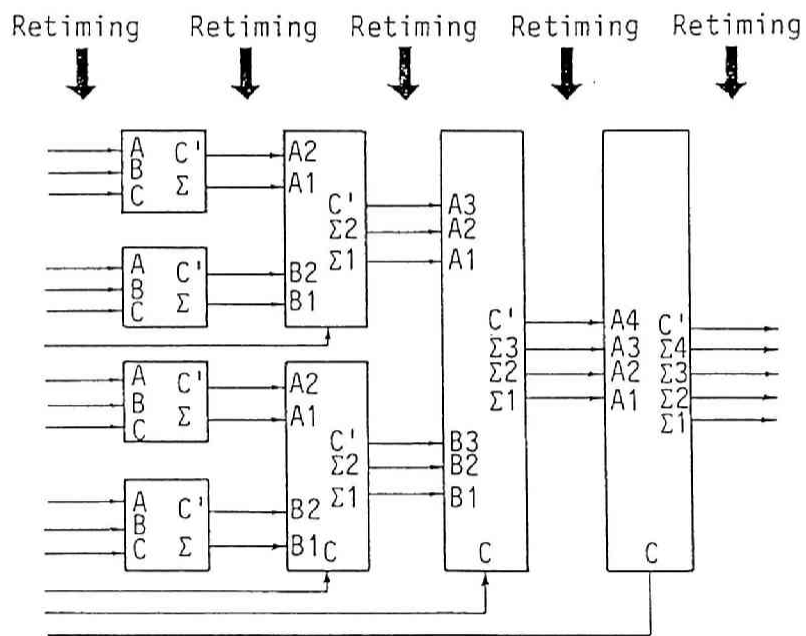 Retiming Retiming Retiming Retiming Retiming
A C' A2
B
C Σ A1
C' A3
Σ2 A2
Σ1 A1
A C' B2
B
C Σ B1
C' A4 C'
Σ3 A3 Σ4
Σ2 A2 Σ3
Σ1 A1 Σ2
Σ1
A C' A2
B
C Σ A1
C' B3
Σ2 B2
Σ1 B1
A C' B2
B
C Σ B1 C C C